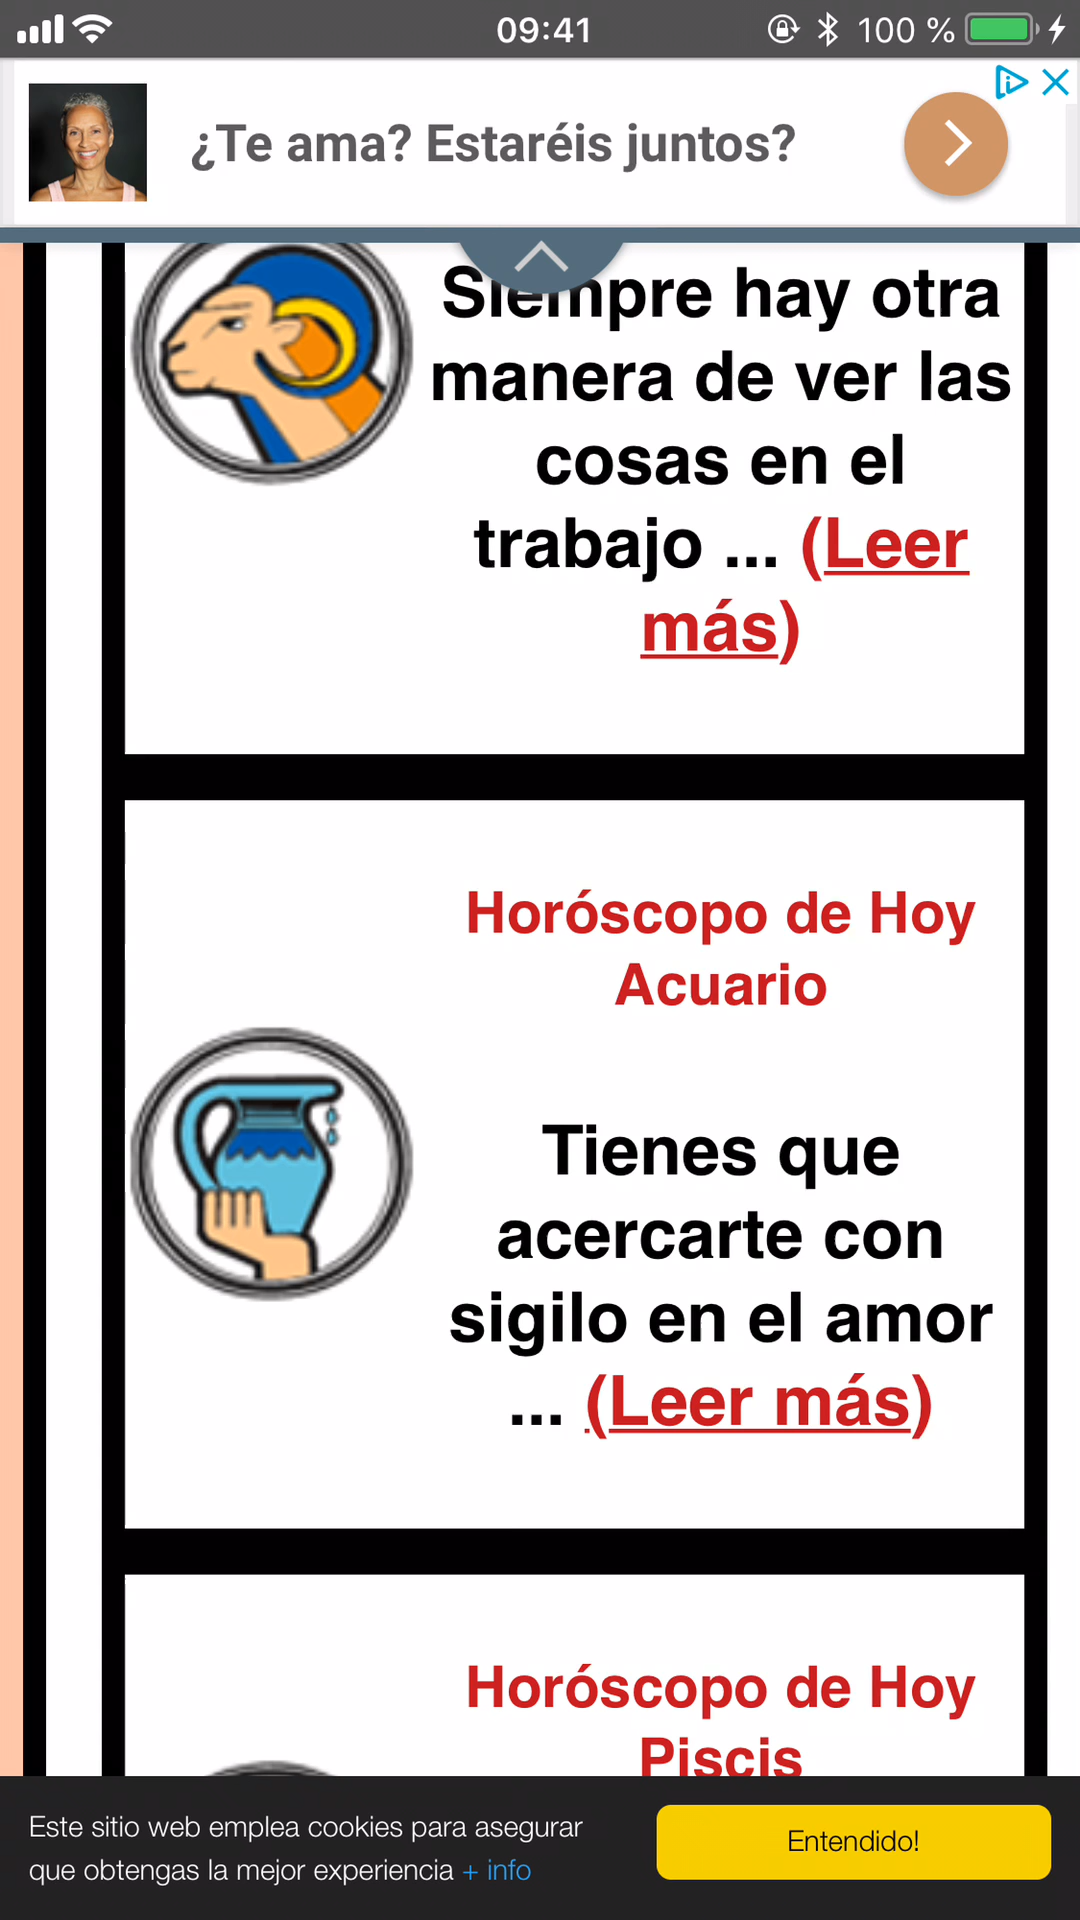 09:41
100 %
¿Te ama? Estaréis juntos?
Siempre hay otra
manera de ver las
cosas en el
trabajo ... (Leer
más)
Horóscopo de Hoy
Acuario
Tienes que
acercarte con
sigilo en el amor
... (Leer más)
Horóscopo de Hoy
Piscis
Este sitio web emplea cookies para asegurar
que obtengas la mejor experiencia + info
Entendido!